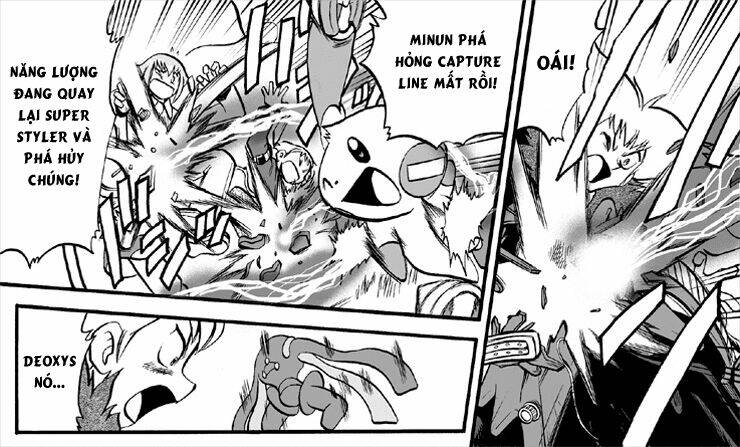 NĂNG LƯỢNG
ĐANG QUAY
LẠI SUPER
STYLER VÀ
PHÁ HỦY
CHÚNG!
MINUN PHÁ
HỎNG CAPTURE
LINE MẤT RỒI!
OÁI!
DEOXYS
NÓ...